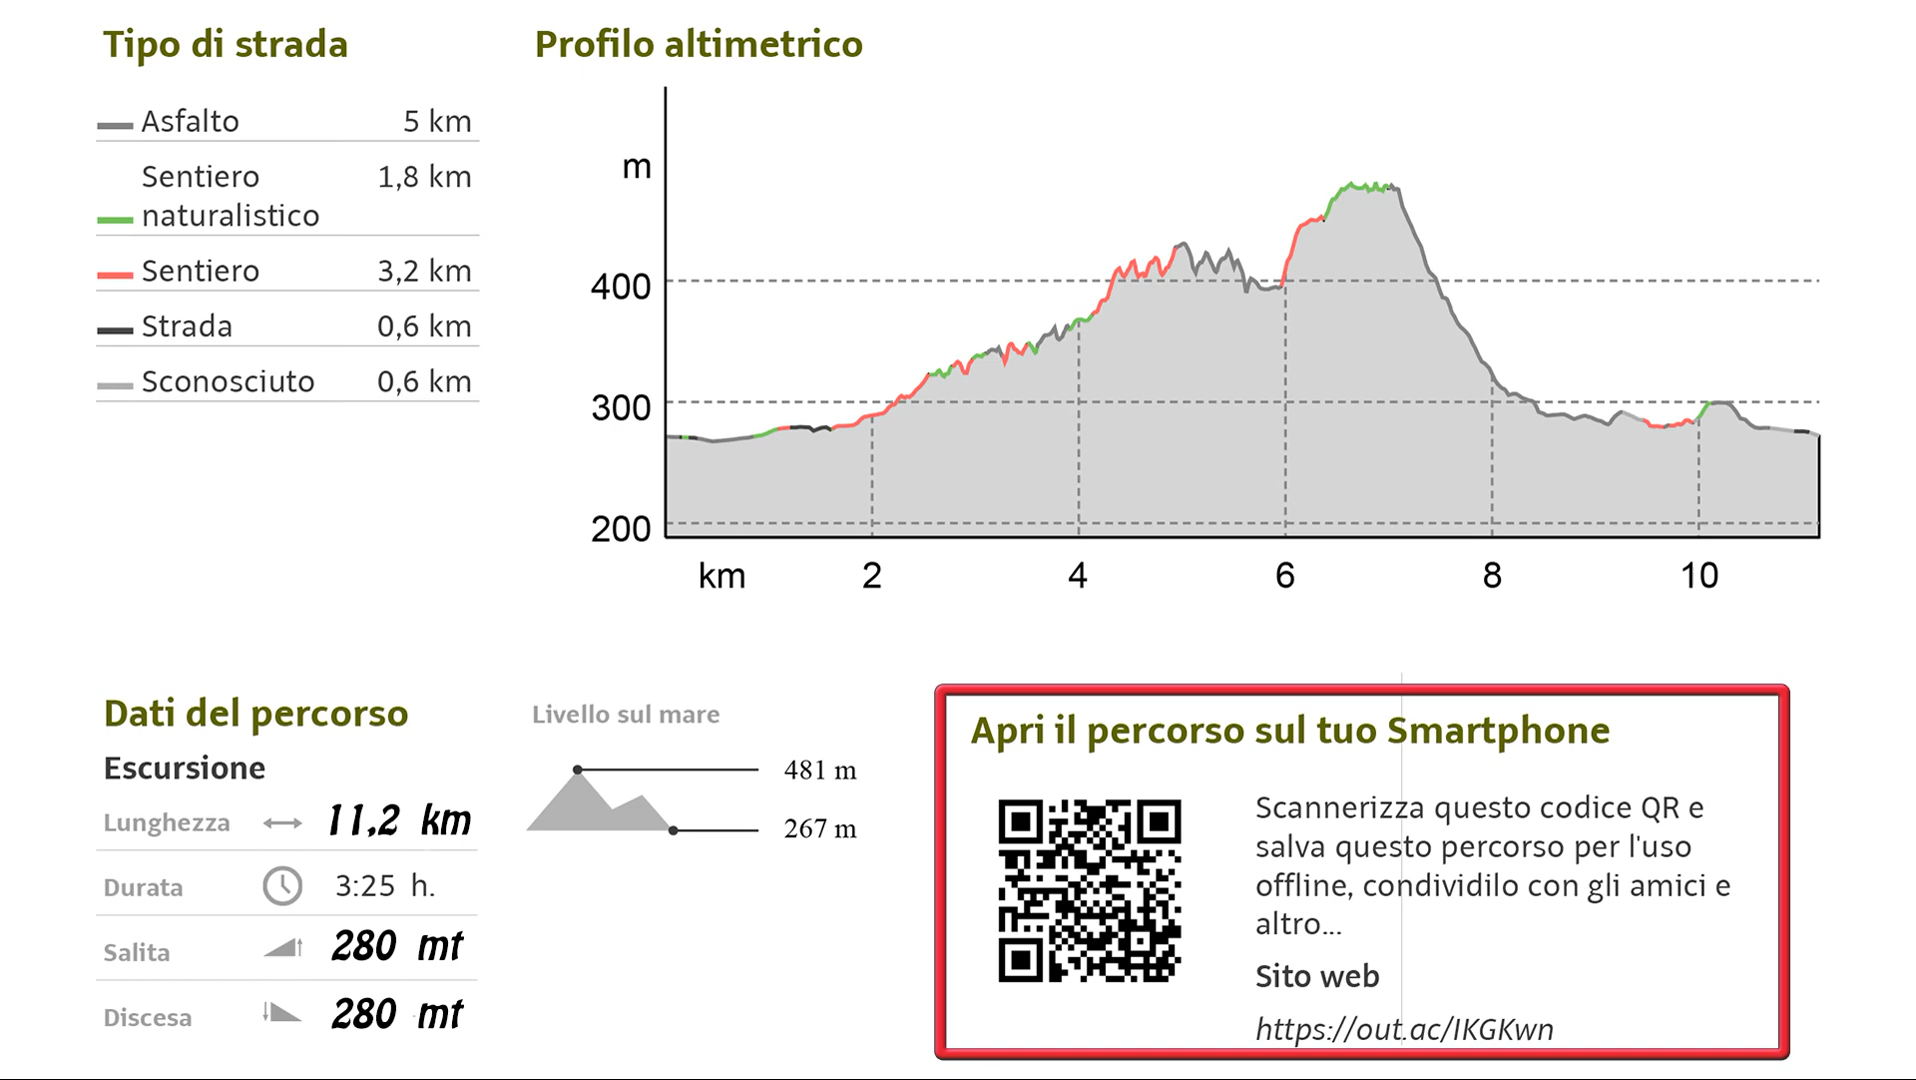 Tipo di strada
Asfalto 5 km
Sentiero 1,8 km
naturalistico
Sentiero 3,2 km
Strada 0,6 km
Sconosciuto 0,6 km
Profilo altimetrico
m
400
300
200
km 2 4 6 8 10
Dati del percorso
Escursione
Lunghezza 11,2 km
Durata 3:25 h.
Salita 280 mt
Discesa 280 mt
Livello sul mare
481 m
267 m
Apri il percorso sul tuo Smartphone
Scannerizza questo codice QR e
salva questo percorso per l'uso
offline, condividilo con gli amici e
altro...
Sito web
https://out.ac/IKGKwn